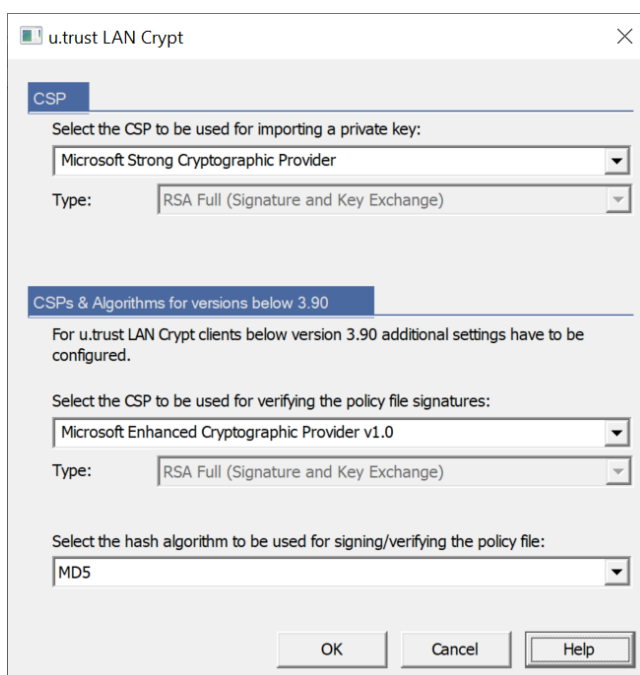 u.trust LAN Crypt
CSP
Select the CSP to be used for importing a private key:
Microsoft Strong Cryptographic Provider
Type: RSA Full (Signature and Key Exchange)
CSPs & Algorithms for versions below 3.90
For u.trust LAN Crypt clients below version 3.90 additional settings have to be
configured.
Select the CSP to be used for verifying the policy file signatures:
Microsoft Enhanced Cryptographic Provider v1.0
Type: RSA Full (Signature and Key Exchange)
Select the hash algorithm to be used for signing/verifying the policy file:
MD5
OK Cancel Help